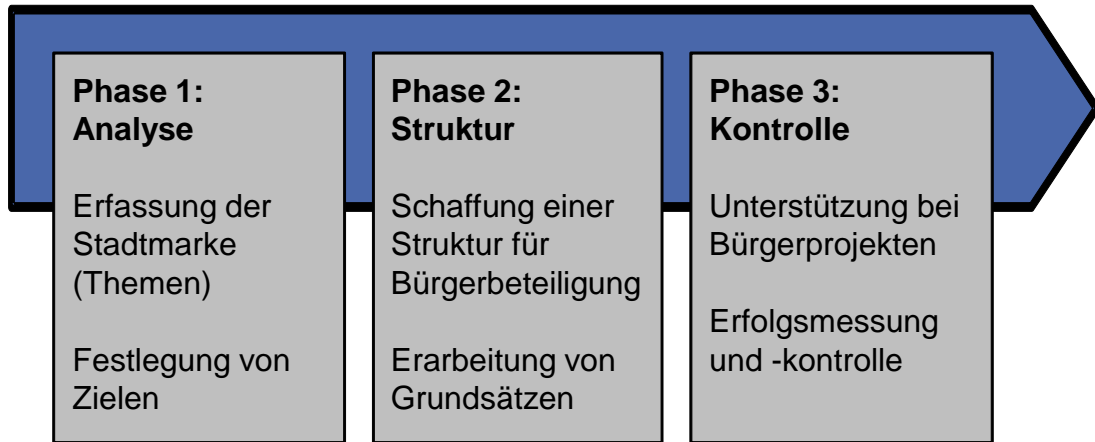 Phase 1:
Analyse
Erfassung der
Stadtmarke
(Themen)
Festlegung von
Zielen
Phase 2:
Struktur
Schaffung einer
Struktur für
Bürgerbeteiligung
Erarbeitung von
Grundsätzen
Phase 3:
Kontrolle
Unterstützung bei
Bürgerprojekten
Erfolgsmessung
und -kontrolle